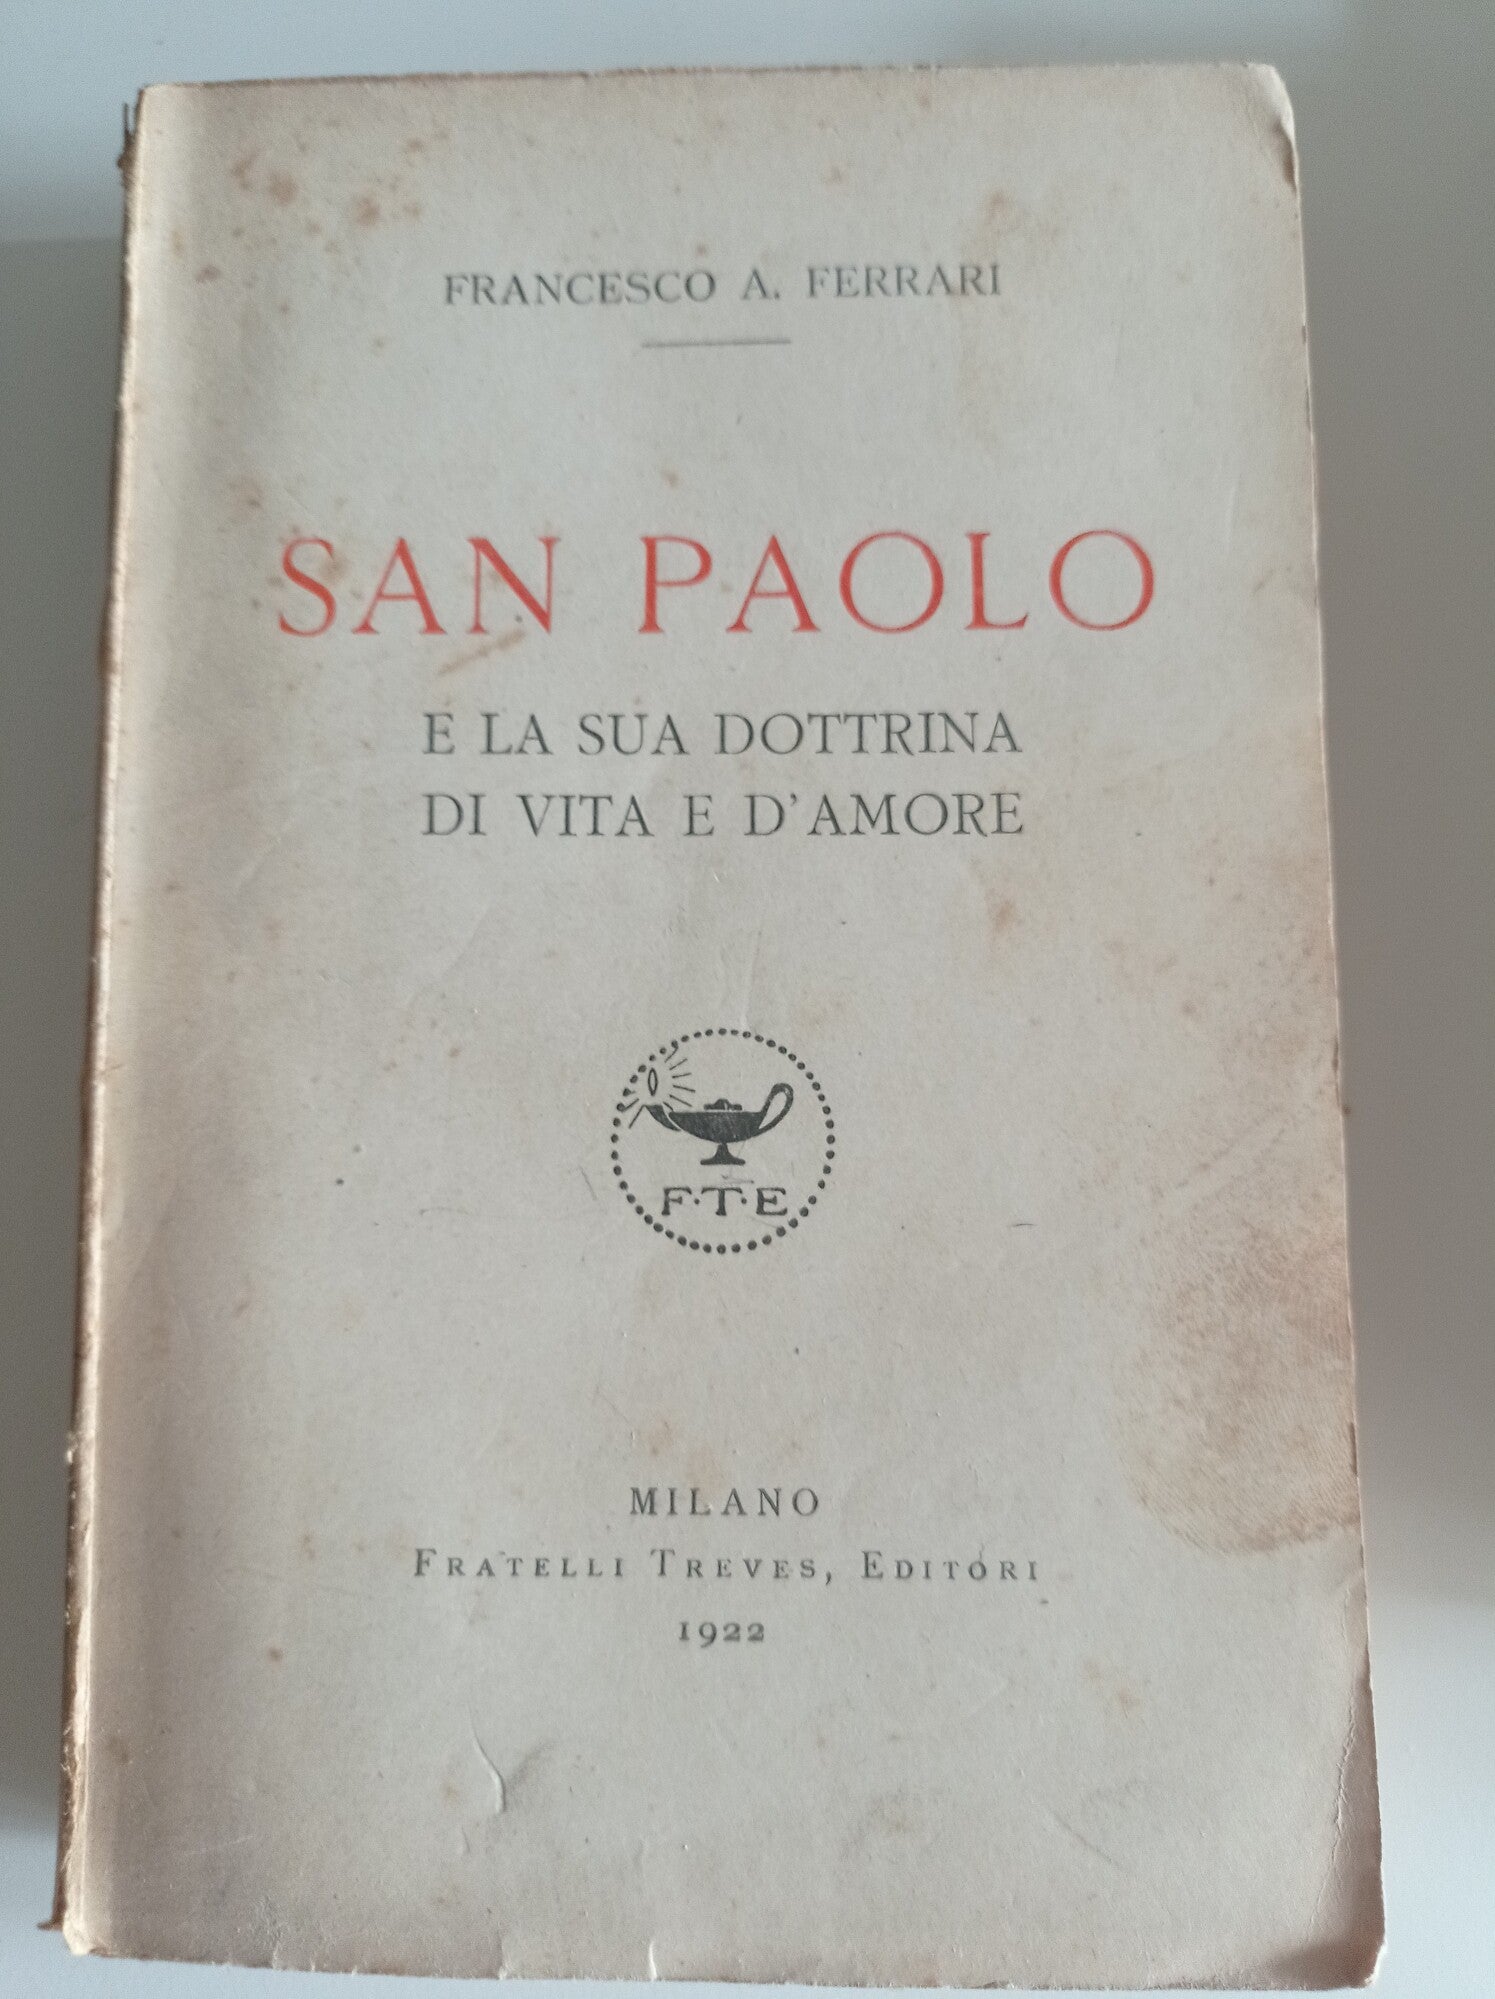 FRANCESCO A. FERRARI
SAN PAOLO
E LA SUA DOTTRINA
DI VITA E D'AMORE
F.T.E
MILANO
FRATELLI TREVES, EDITORI
1922